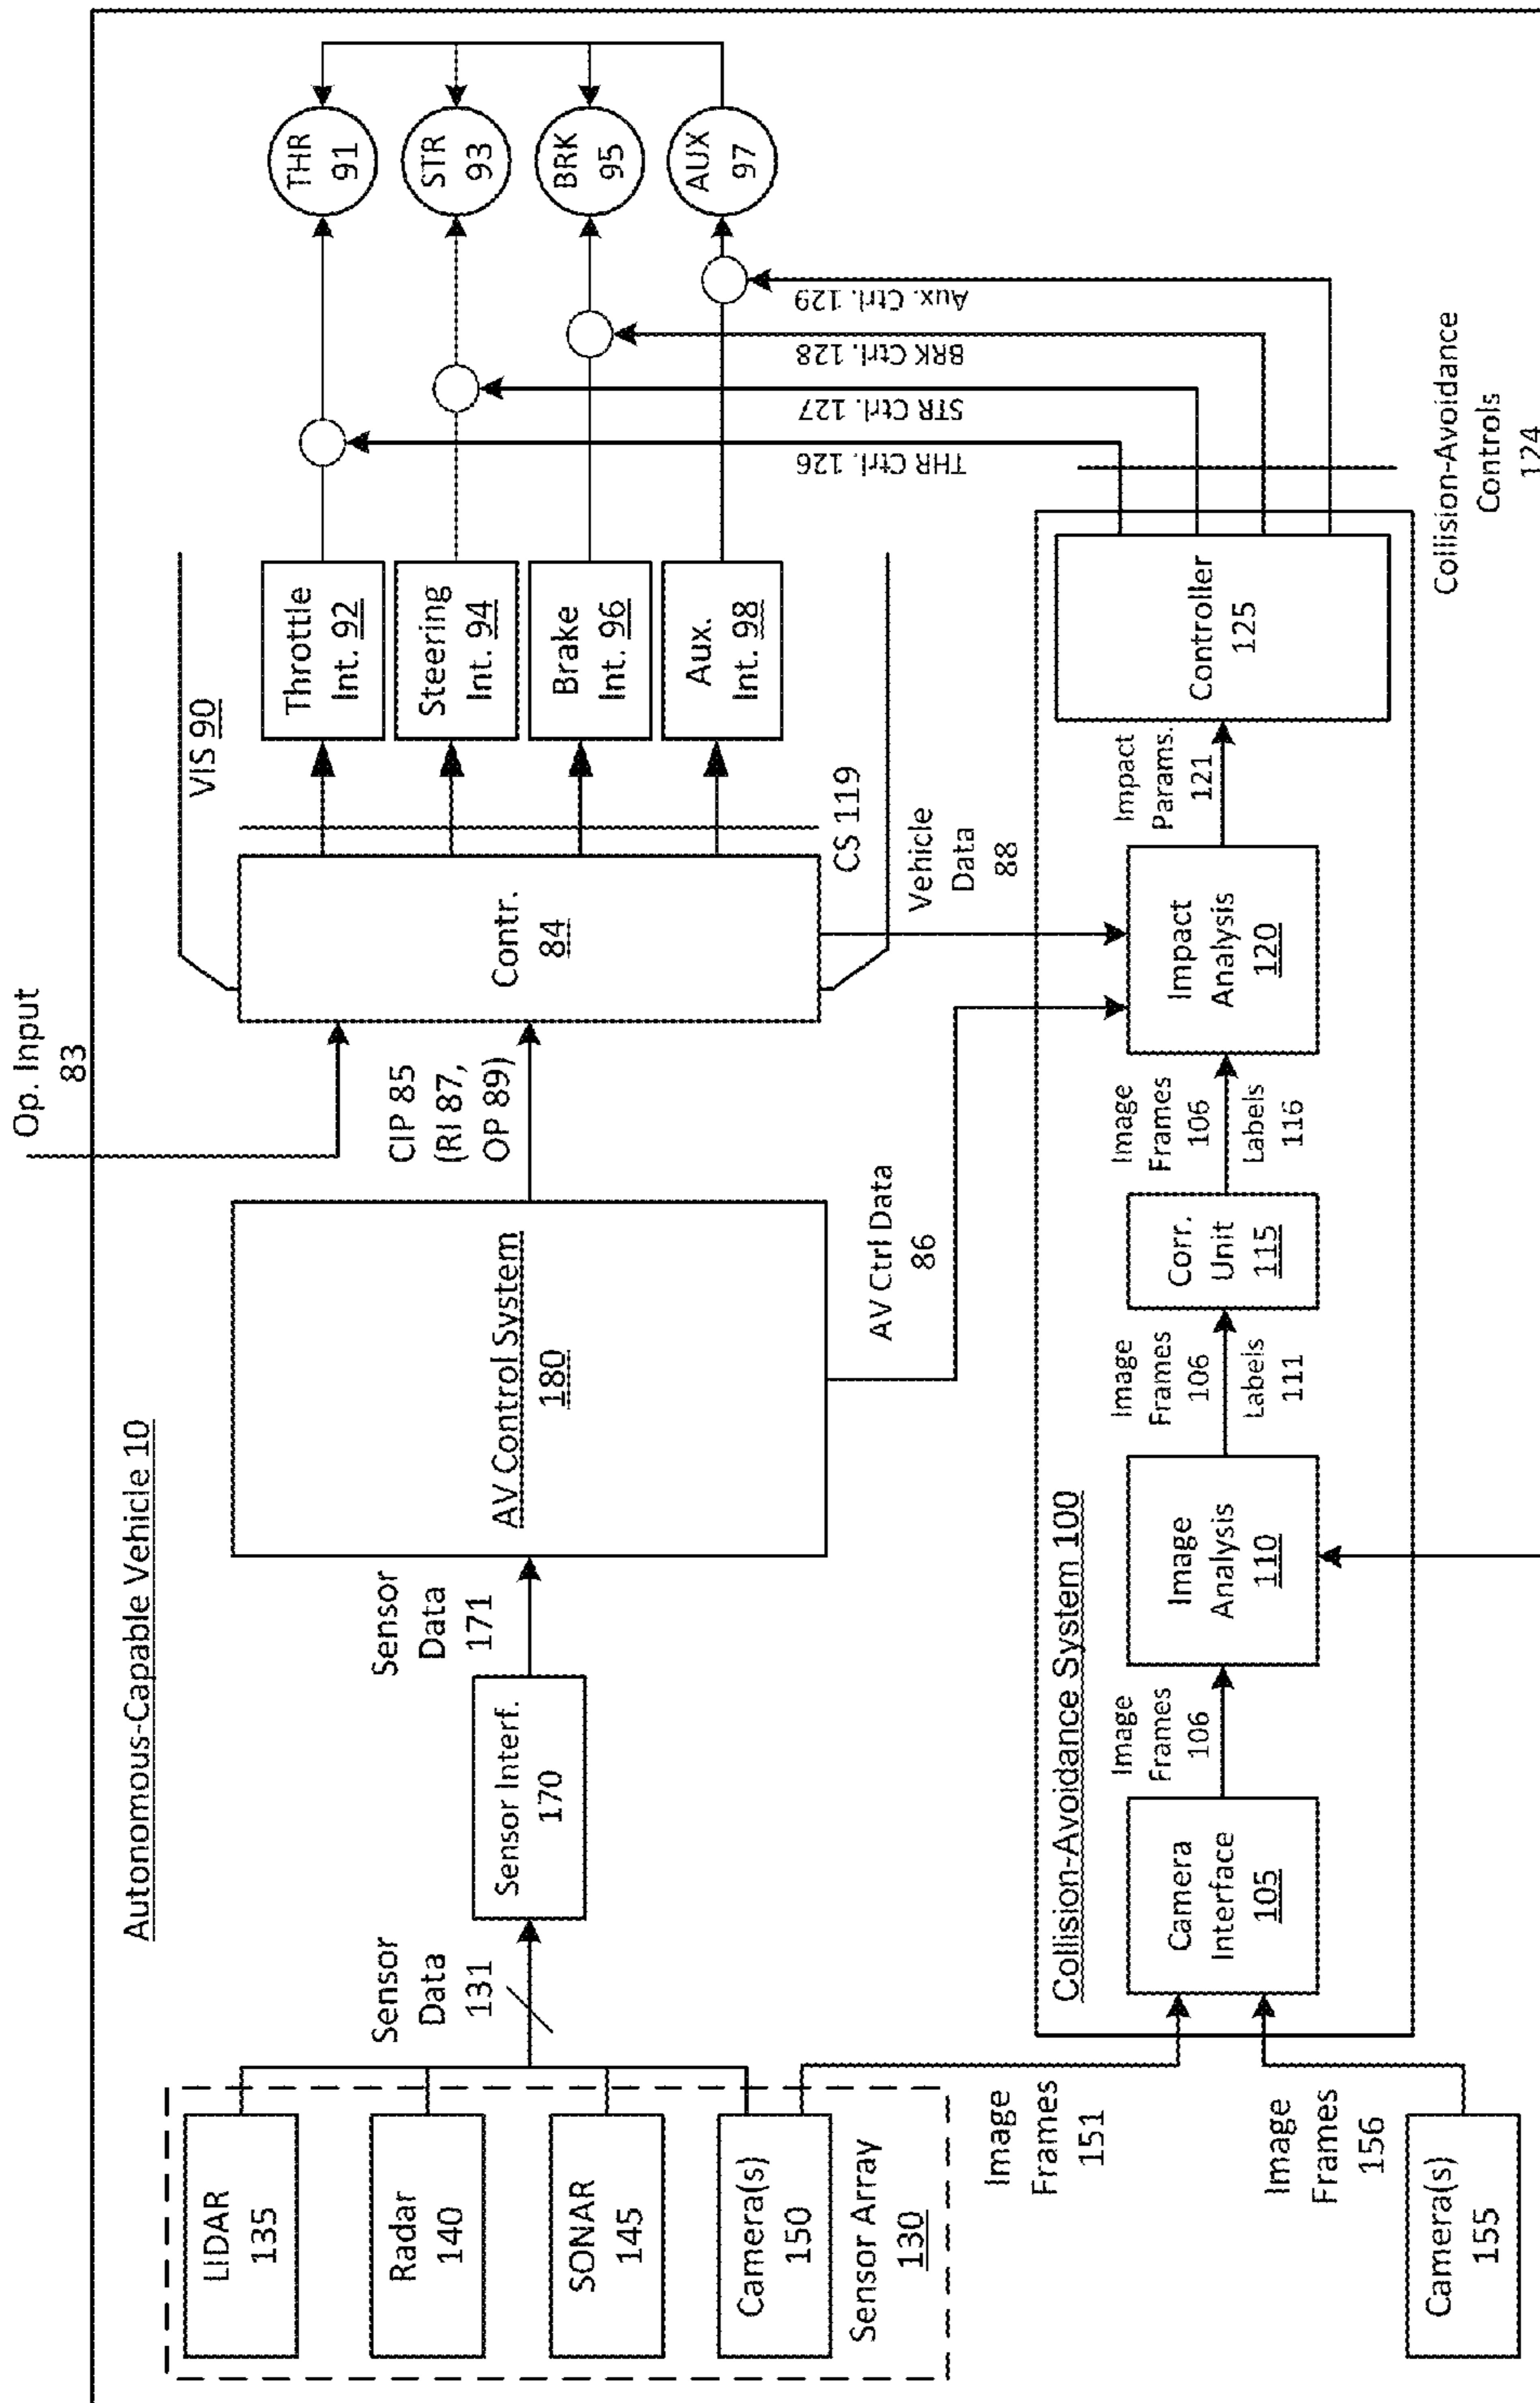 Op. Input
83
Autonomous-Capable Vehicle 10
LIDAR
135
Radar
140
SONAR
145
Camera(s)
150
Sensor Array
130
Sensor
Data
131
Sensor Interf.
170
Sensor
Data
171
AV Control System
180
CIP 85
(RI 87,
OP 89)
Contr.
84
VIS 90
CS 119
Throttle
Int. 92
Steering
Int. 94
Brake
Int. 96
Aux.
Int. 98
THR
91
STR
93
BRK
95
AUX
97
THR Ctrl. 126
STR Ctrl. 127
BRK Ctrl. 128
Aux. Ctrl. 129
AV Ctrl Data
86
Vehicle
Data
88
Image
Frames
151
Image
Frames
156
Camera(s)
155
Collision-Avoidance System 100
Camera
Interface
105
Image
Frames
106
Image
Analysis
110
Image
Frames
106
Labels
111
Corr.
Unit
115
Image
Frames
106
Labels
116
Impact
Analysis
120
Impact
Params.
121
Controller
125
Collision-Avoidance
Controls
124